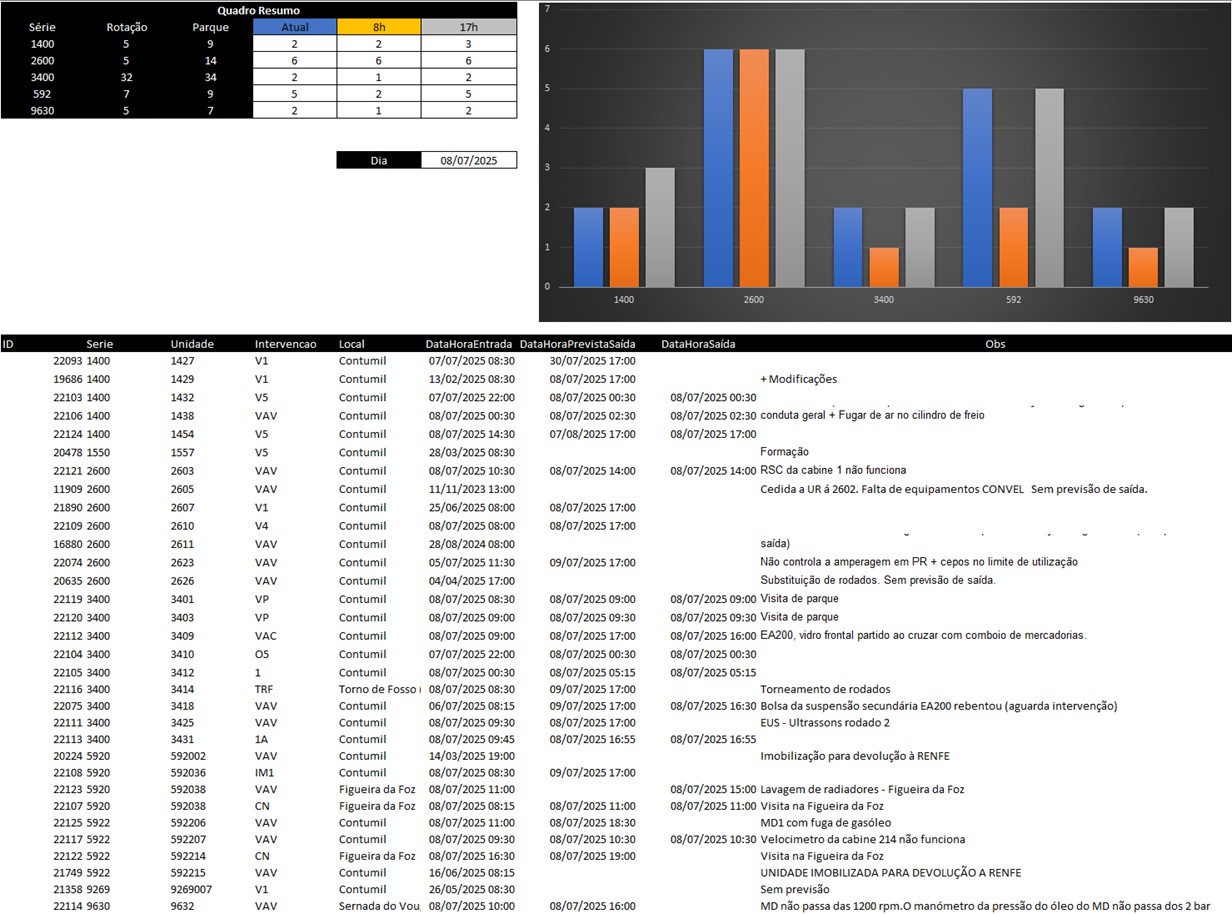 Quadro Resumo
Série Rotação Parque Atual 8h 17h
1400 5 9 2 2 3
2600 5 14 6 6 6
3400 32 34 2 1 2
592 7 9 5 2 5
9630 5 7 2 1 2
Dia 08/07/2025
7
6
5
4
3
2
1
0
1400 2600 3400 592 9630
ID Serie Unidade Intervencao Local DataHoraEntrada DataHoraPrevistaSaída DataHoraSaída Obs
22093 1400 1427 V1 Contumil 07/07/2025 08:30 30/07/2025 17:00
19686 1400 1429 V1 Contumil 13/02/2025 08:30 08/07/2025 17:00 + Modificações
22103 1400 1432 V5 Contumil 07/07/2025 22:00 08/07/2025 00:30 08/07/2025 00:30
22106 1400 1438 VAV Contumil 08/07/2025 00:30 08/07/2025 02:30 08/07/2025 02:30 conduta geral + Fugar de ar no cilindro de freio
22124 1400 1454 V5 Contumil 08/07/2025 14:30 07/08/2025 17:00 08/07/2025 17:00
20478 1550 1557 V5 Contumil 28/03/2025 08:30 Formação
22121 2600 2603 VAV Contumil 08/07/2025 10:30 08/07/2025 14:00 08/07/2025 14:00 RSC da cabine 1 não funciona
11909 2600 2605 VAV Contumil 11/11/2023 13:00 Cedida a UR á 2602. Falta de equipamentos CONVEL Sem previsão de saída.
21890 2600 2607 V1 Contumil 25/06/2025 08:00 08/07/2025 17:00
22109 2600 2610 V4 Contumil 08/07/2025 08:00 08/07/2025 17:00
16880 2600 2611 VAV Contumil 28/08/2024 08:00 saída)
22074 2600 2623 VAV Contumil 05/07/2025 11:30 09/07/2025 17:00 Não controla a amperagem em PR + cepos no limite de utilização
20635 2600 2626 VAV Contumil 04/04/2025 17:00 Substituição de rodados. Sem previsão de saída.
22119 3400 3401 VP Contumil 08/07/2025 08:30 08/07/2025 09:00 08/07/2025 09:00 Visita de parque
22120 3400 3403 VP Contumil 08/07/2025 09:00 08/07/2025 09:30 08/07/2025 09:30 Visita de parque
22112 3400 3409 VAC Contumil 08/07/2025 09:00 08/07/2025 17:00 08/07/2025 16:00 EA200, vidro frontal partido ao cruzar com comboio de mercadorias.
22104 3400 3410 O5 Contumil 07/07/2025 22:00 08/07/2025 00:30 08/07/2025 00:30
22105 3400 3412 1 Contumil 08/07/2025 00:30 08/07/2025 05:15 08/07/2025 05:15
22116 3400 3414 TRF Torno de Fosso ( 08/07/2025 08:30 09/07/2025 17:00 Torneamento de rodados
22075 3400 3418 VAV Contumil 06/07/2025 08:15 09/07/2025 17:00 08/07/2025 16:30 Bolsa da suspensão secundária EA200 rebentou (aguarda intervenção)
22111 3400 3425 VAV Contumil 08/07/2025 09:30 08/07/2025 17:00 EUS - Ultrassons rodado 2
22113 3400 3431 1A Contumil 08/07/2025 09:45 08/07/2025 16:55 08/07/2025 16:55
20224 5920 592002 VAV Contumil 14/03/2025 19:00 Imobilização para devolução à RENFE
22108 5920 592036 IM1 Contumil 08/07/2025 08:30 09/07/2025 17:00
22123 5920 592038 VAV Figueira da Foz 08/07/2025 11:00 08/07/2025 15:00 Lavagem de radiadores - Figueira da Foz
22107 5920 592038 CN Figueira da Foz 08/07/2025 08:15 08/07/2025 11:00 08/07/2025 11:00 Visita na Figueira da Foz
22125 5922 592206 VAV Contumil 08/07/2025 11:00 08/07/2025 18:30 MD1 com fuga de gasóleo
22117 5922 592207 VAV Contumil 08/07/2025 09:30 08/07/2025 10:30 08/07/2025 10:30 Velocimetro da cabine 214 não funciona
22122 5922 592214 CN Figueira da Foz 08/07/2025 16:30 08/07/2025 19:00 Visita na Figueira da Foz
21749 5922 592215 VAV Contumil 16/06/2025 08:15 UNIDADE IMOBILIZADA PARA DEVOLUÇÃO A RENFE
21358 9269 9269007 V1 Contumil 26/05/2025 08:30 Sem previsão
22114 9630 9632 VAV Sernada do Vou, 08/07/2025 10:00 08/07/2025 16:00 MD não passa das 1200 rpm.O manómetro da pressão do óleo do MD não passa dos 2 bar